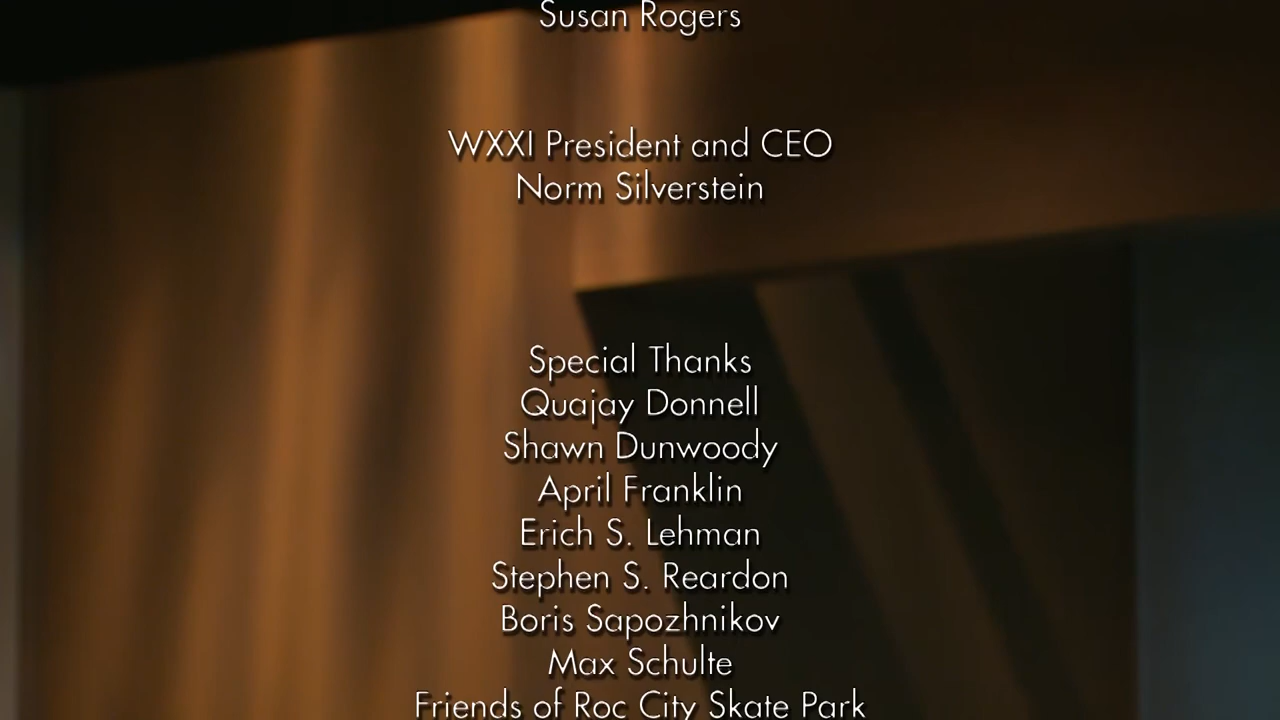 Susan Rogers
WXXI President and CEO
Norm Silverstein
Special Thanks
Quajay Donnell
Shawn Dunwoody
April Franklin
Erich S. Lehman
Stephen S. Reardon
Boris Sapozhnikov
Max Schulte
Friends of Roc City Skate Park